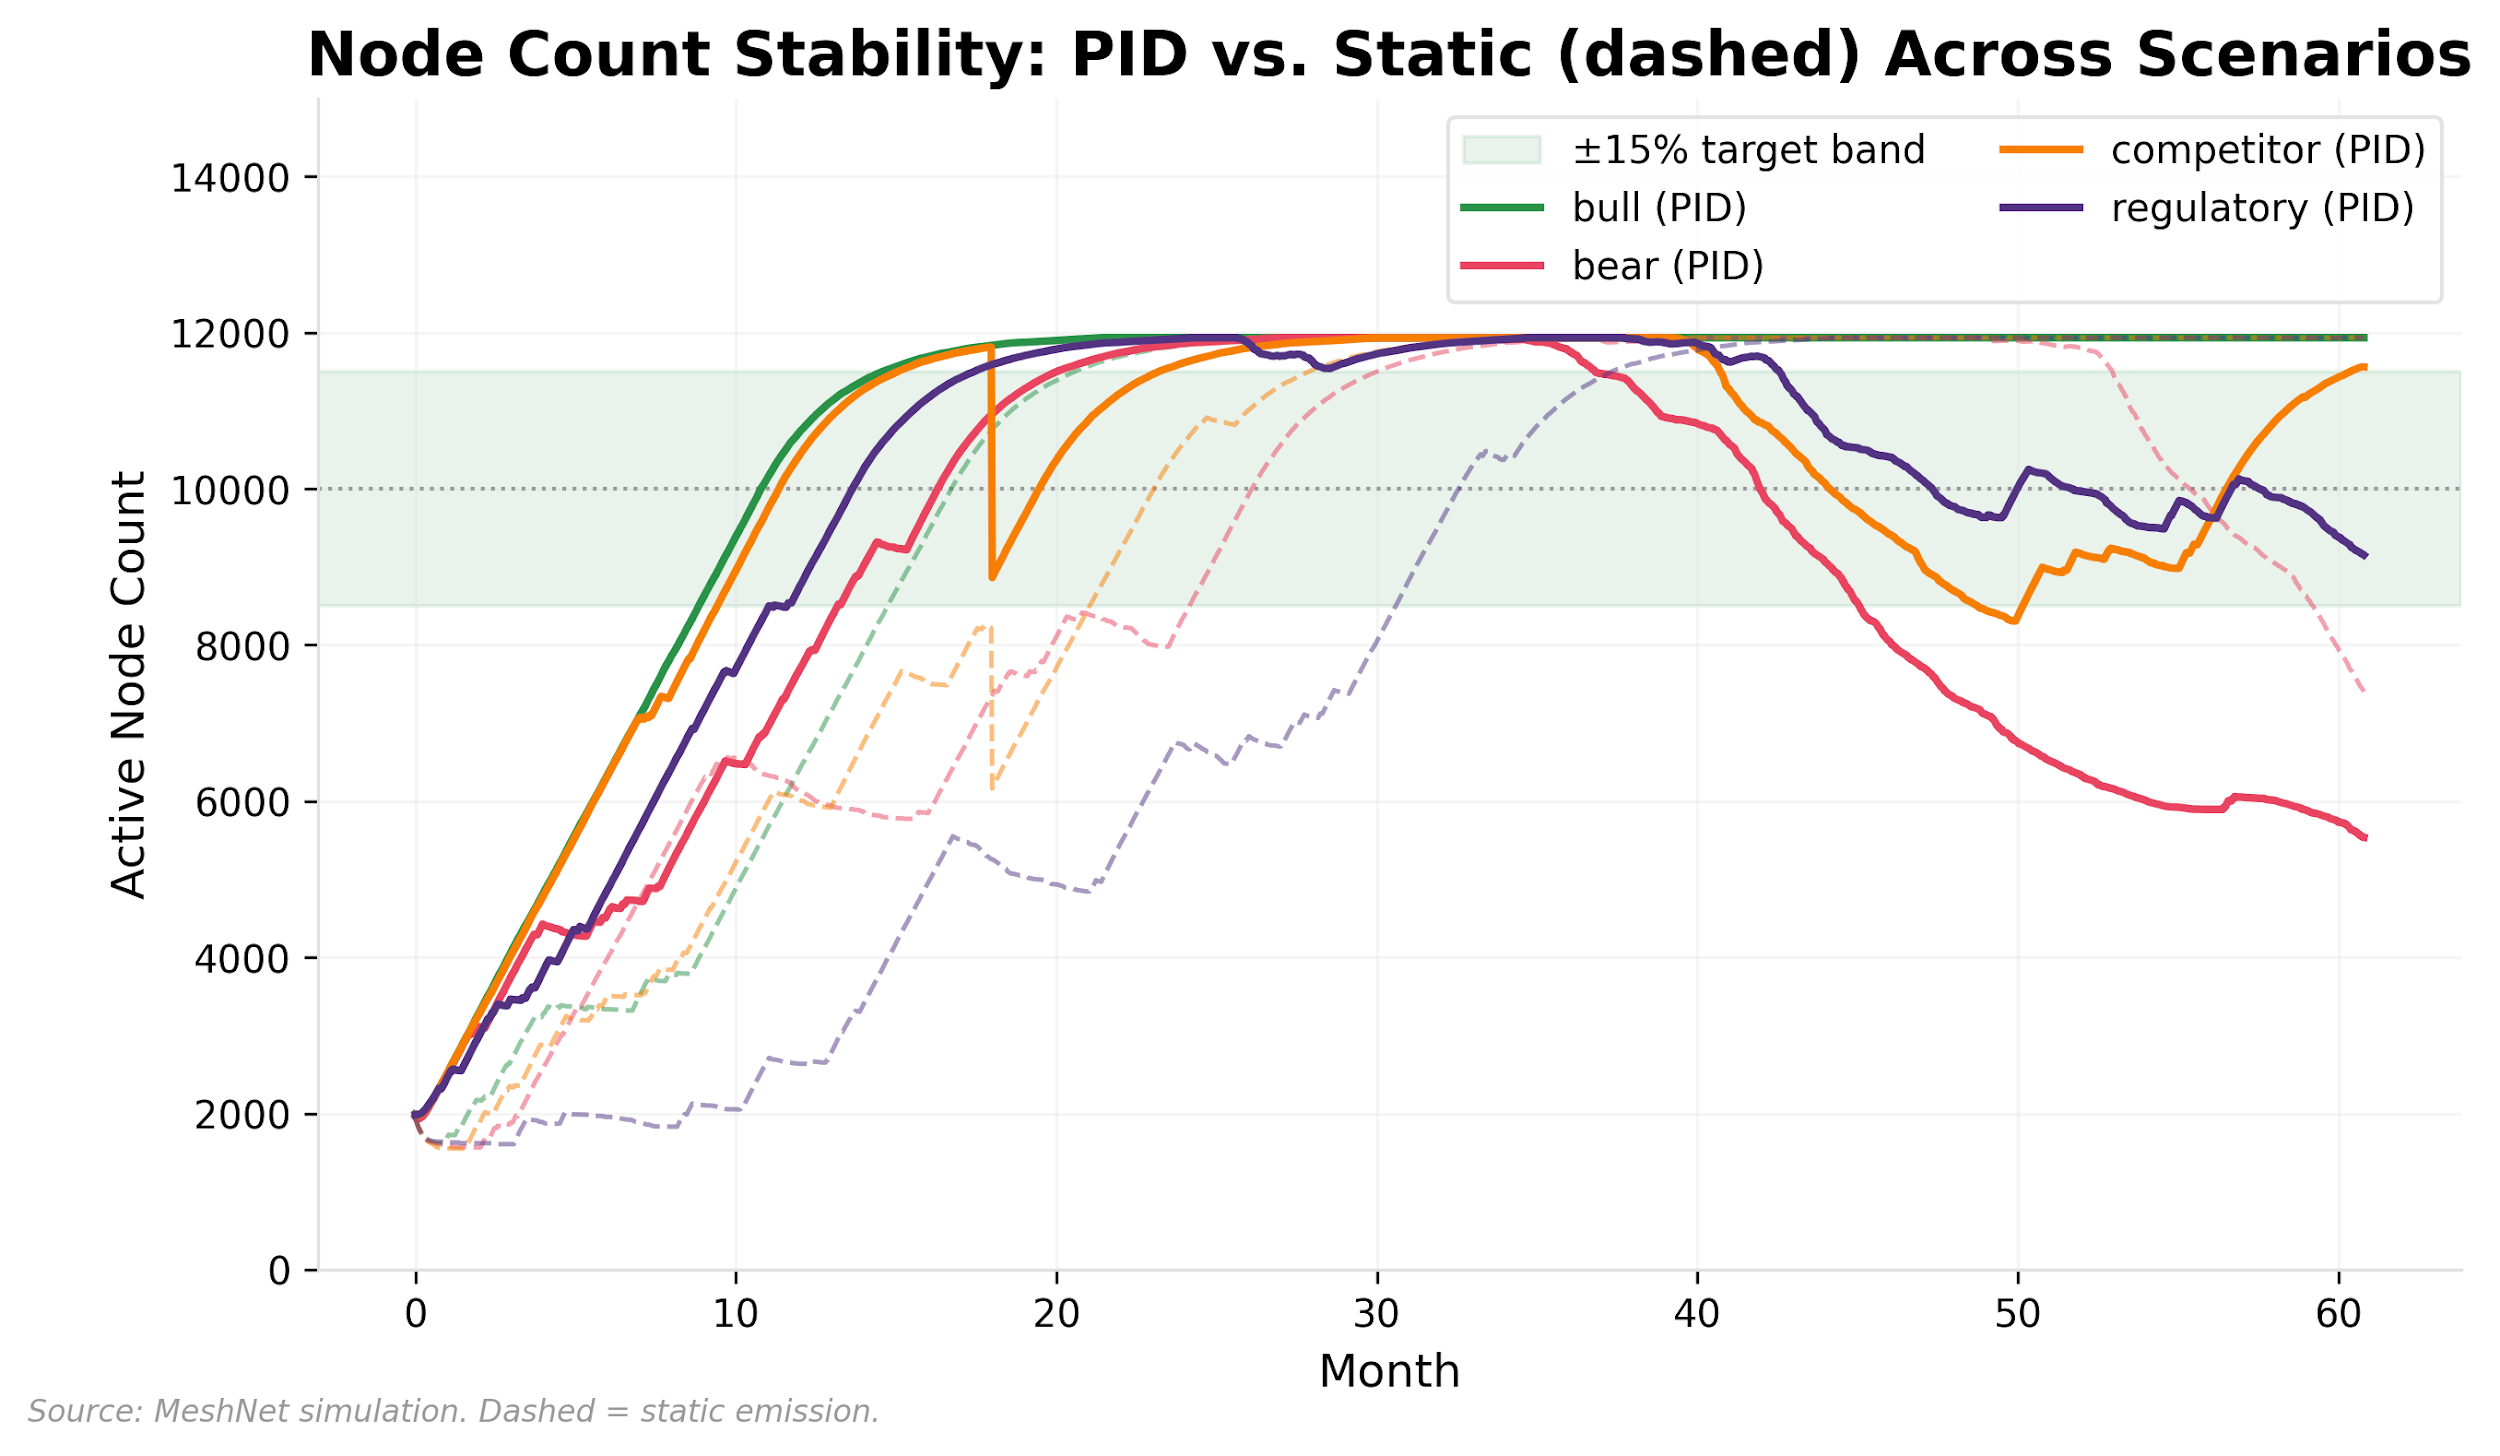 Node Count Stability: PID vs. Static (dashed) Across Scenarios
±15% target band
bull (PID)
bear (PID)
competitor (PID)
regulatory (PID)
Active Node Count
14000
12000
10000
8000
6000
4000
2000
0
0 10 20 30 40 50 60
Month
Source: MeshNet simulation. Dashed = static emission.